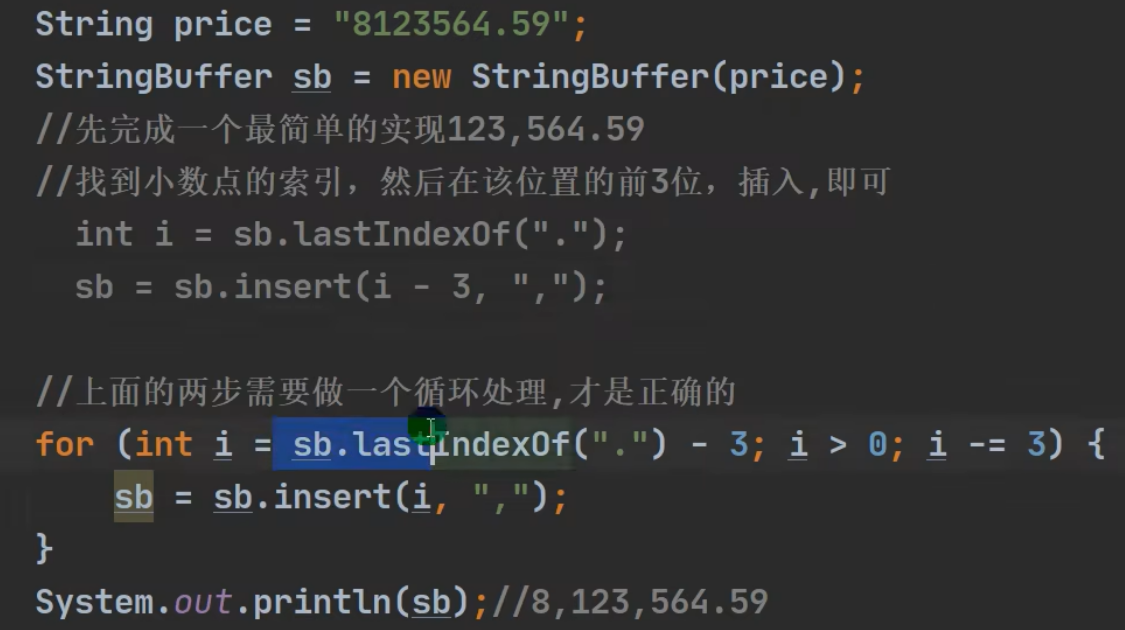 String price = "8123564.59";
StringBuffer sb = new StringBuffer(price);
//先完成一个最简单的实现123,564.59
//找到小数点的索引，然后在该位置的前3位，插入,即可
int i = sb.lastIndexOf(".");
sb = sb.insert(i - 3, ",");
//上面的两步需要做一个循环处理,才是正确的
for (int i = sb.lastIndexOf(".") - 3; i > 0; i -= 3) {
sb = sb.insert(i, ",");
}
System.out.println(sb);//8,123,564.59